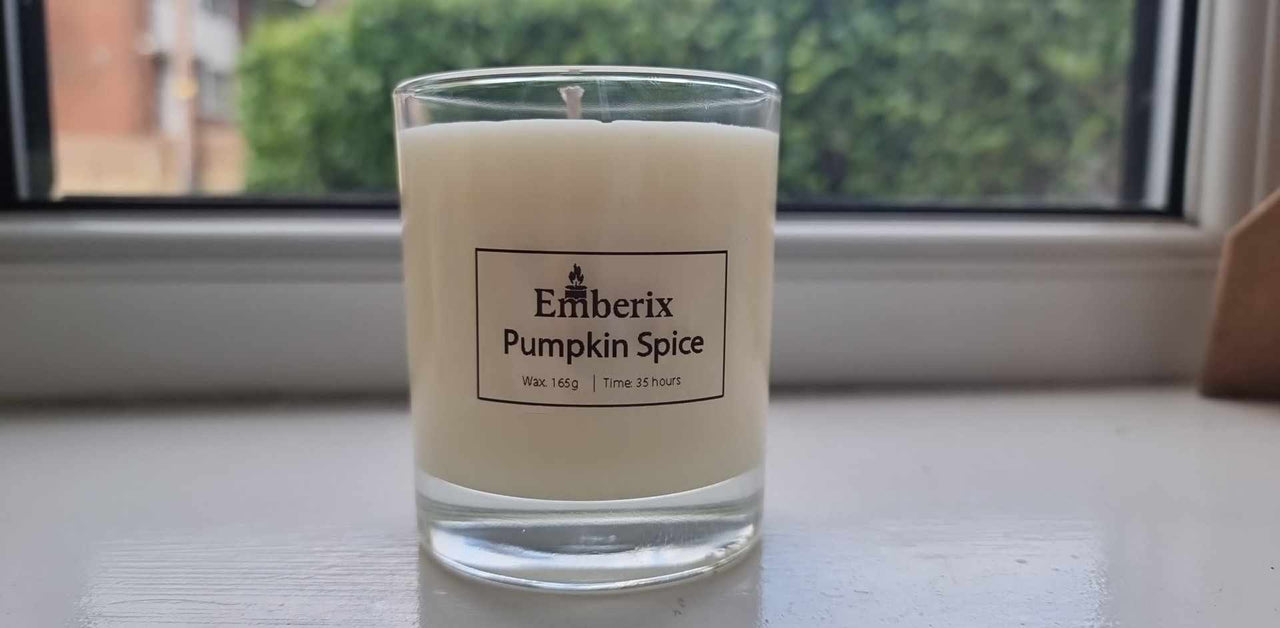 Emberix
Pumpkin Spice
Wax. 165g | Time: 35 hours